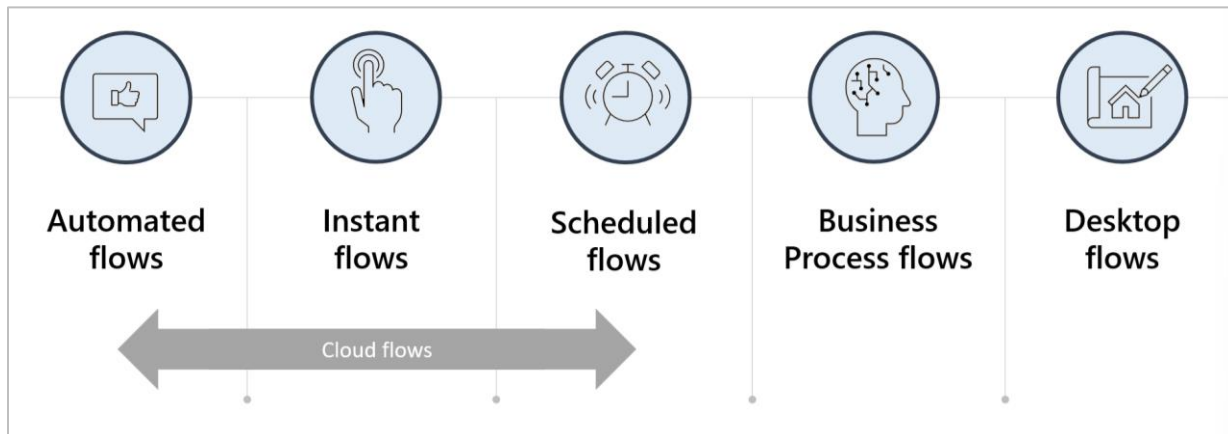 Automated
flows
Instant
flows
Scheduled
flows
Business
Process flows
Desktop
flows
Cloud flows